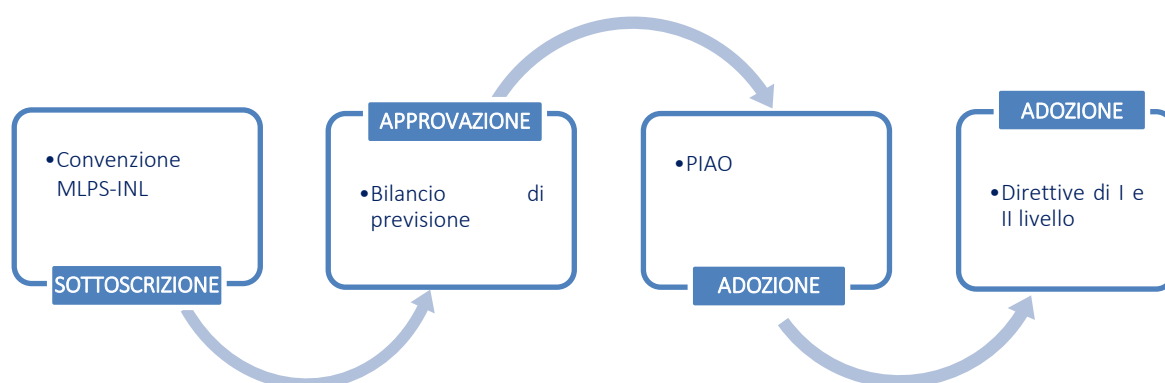 •Convenzione
MLPS-INL
SOTTOSCRIZIONE
APPROVAZIONE
•Bilancio di
previsione
•PIAO
ADOZIONE
ADOZIONE
•Direttive di I e
II livello